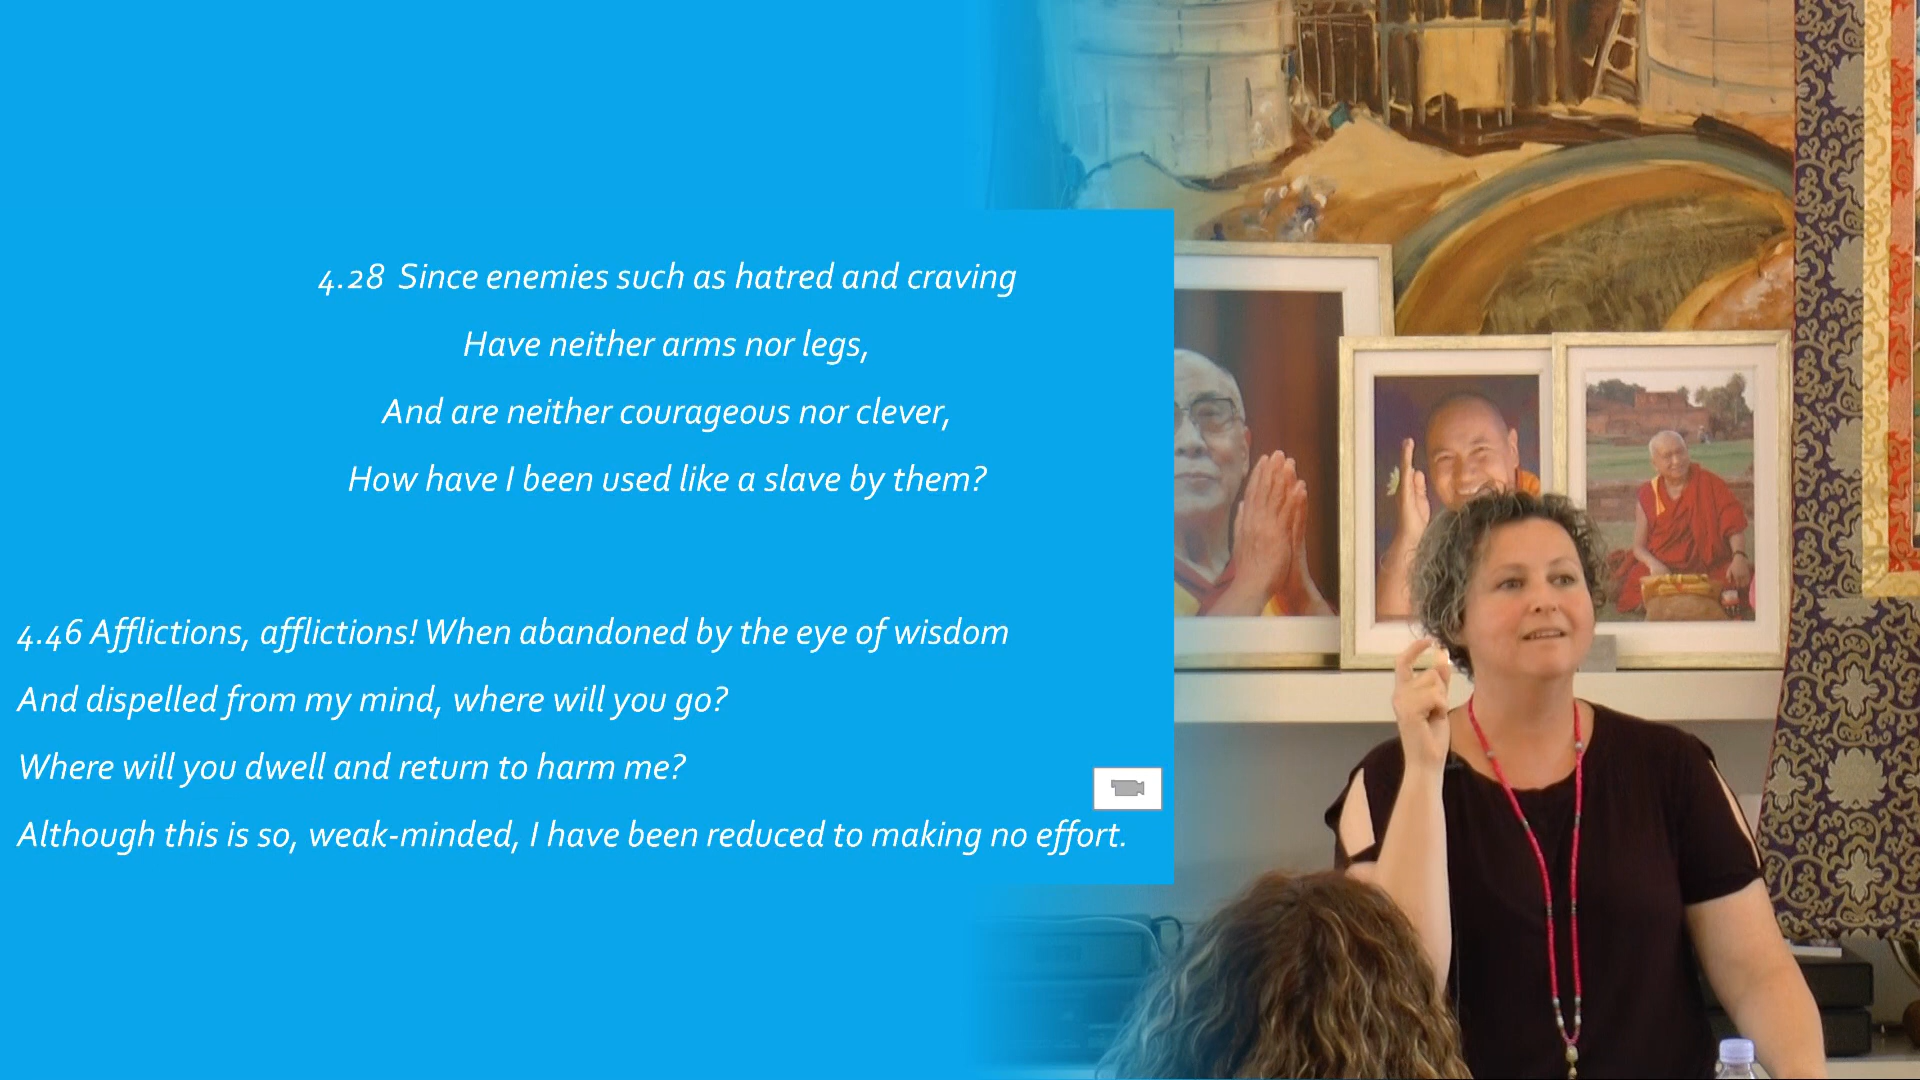 4.28 Since enemies such as hatred and craving
Have neither arms nor legs,
And are neither courageous nor clever,
How have I been used like a slave by them?
4.46 Afflictions, afflictions! When abandoned by the eye of wisdom
And dispelled from my mind, where will you go?
Where will you dwell and return to harm me?
Although this is so, weak-minded, I have been reduced to making no effort.